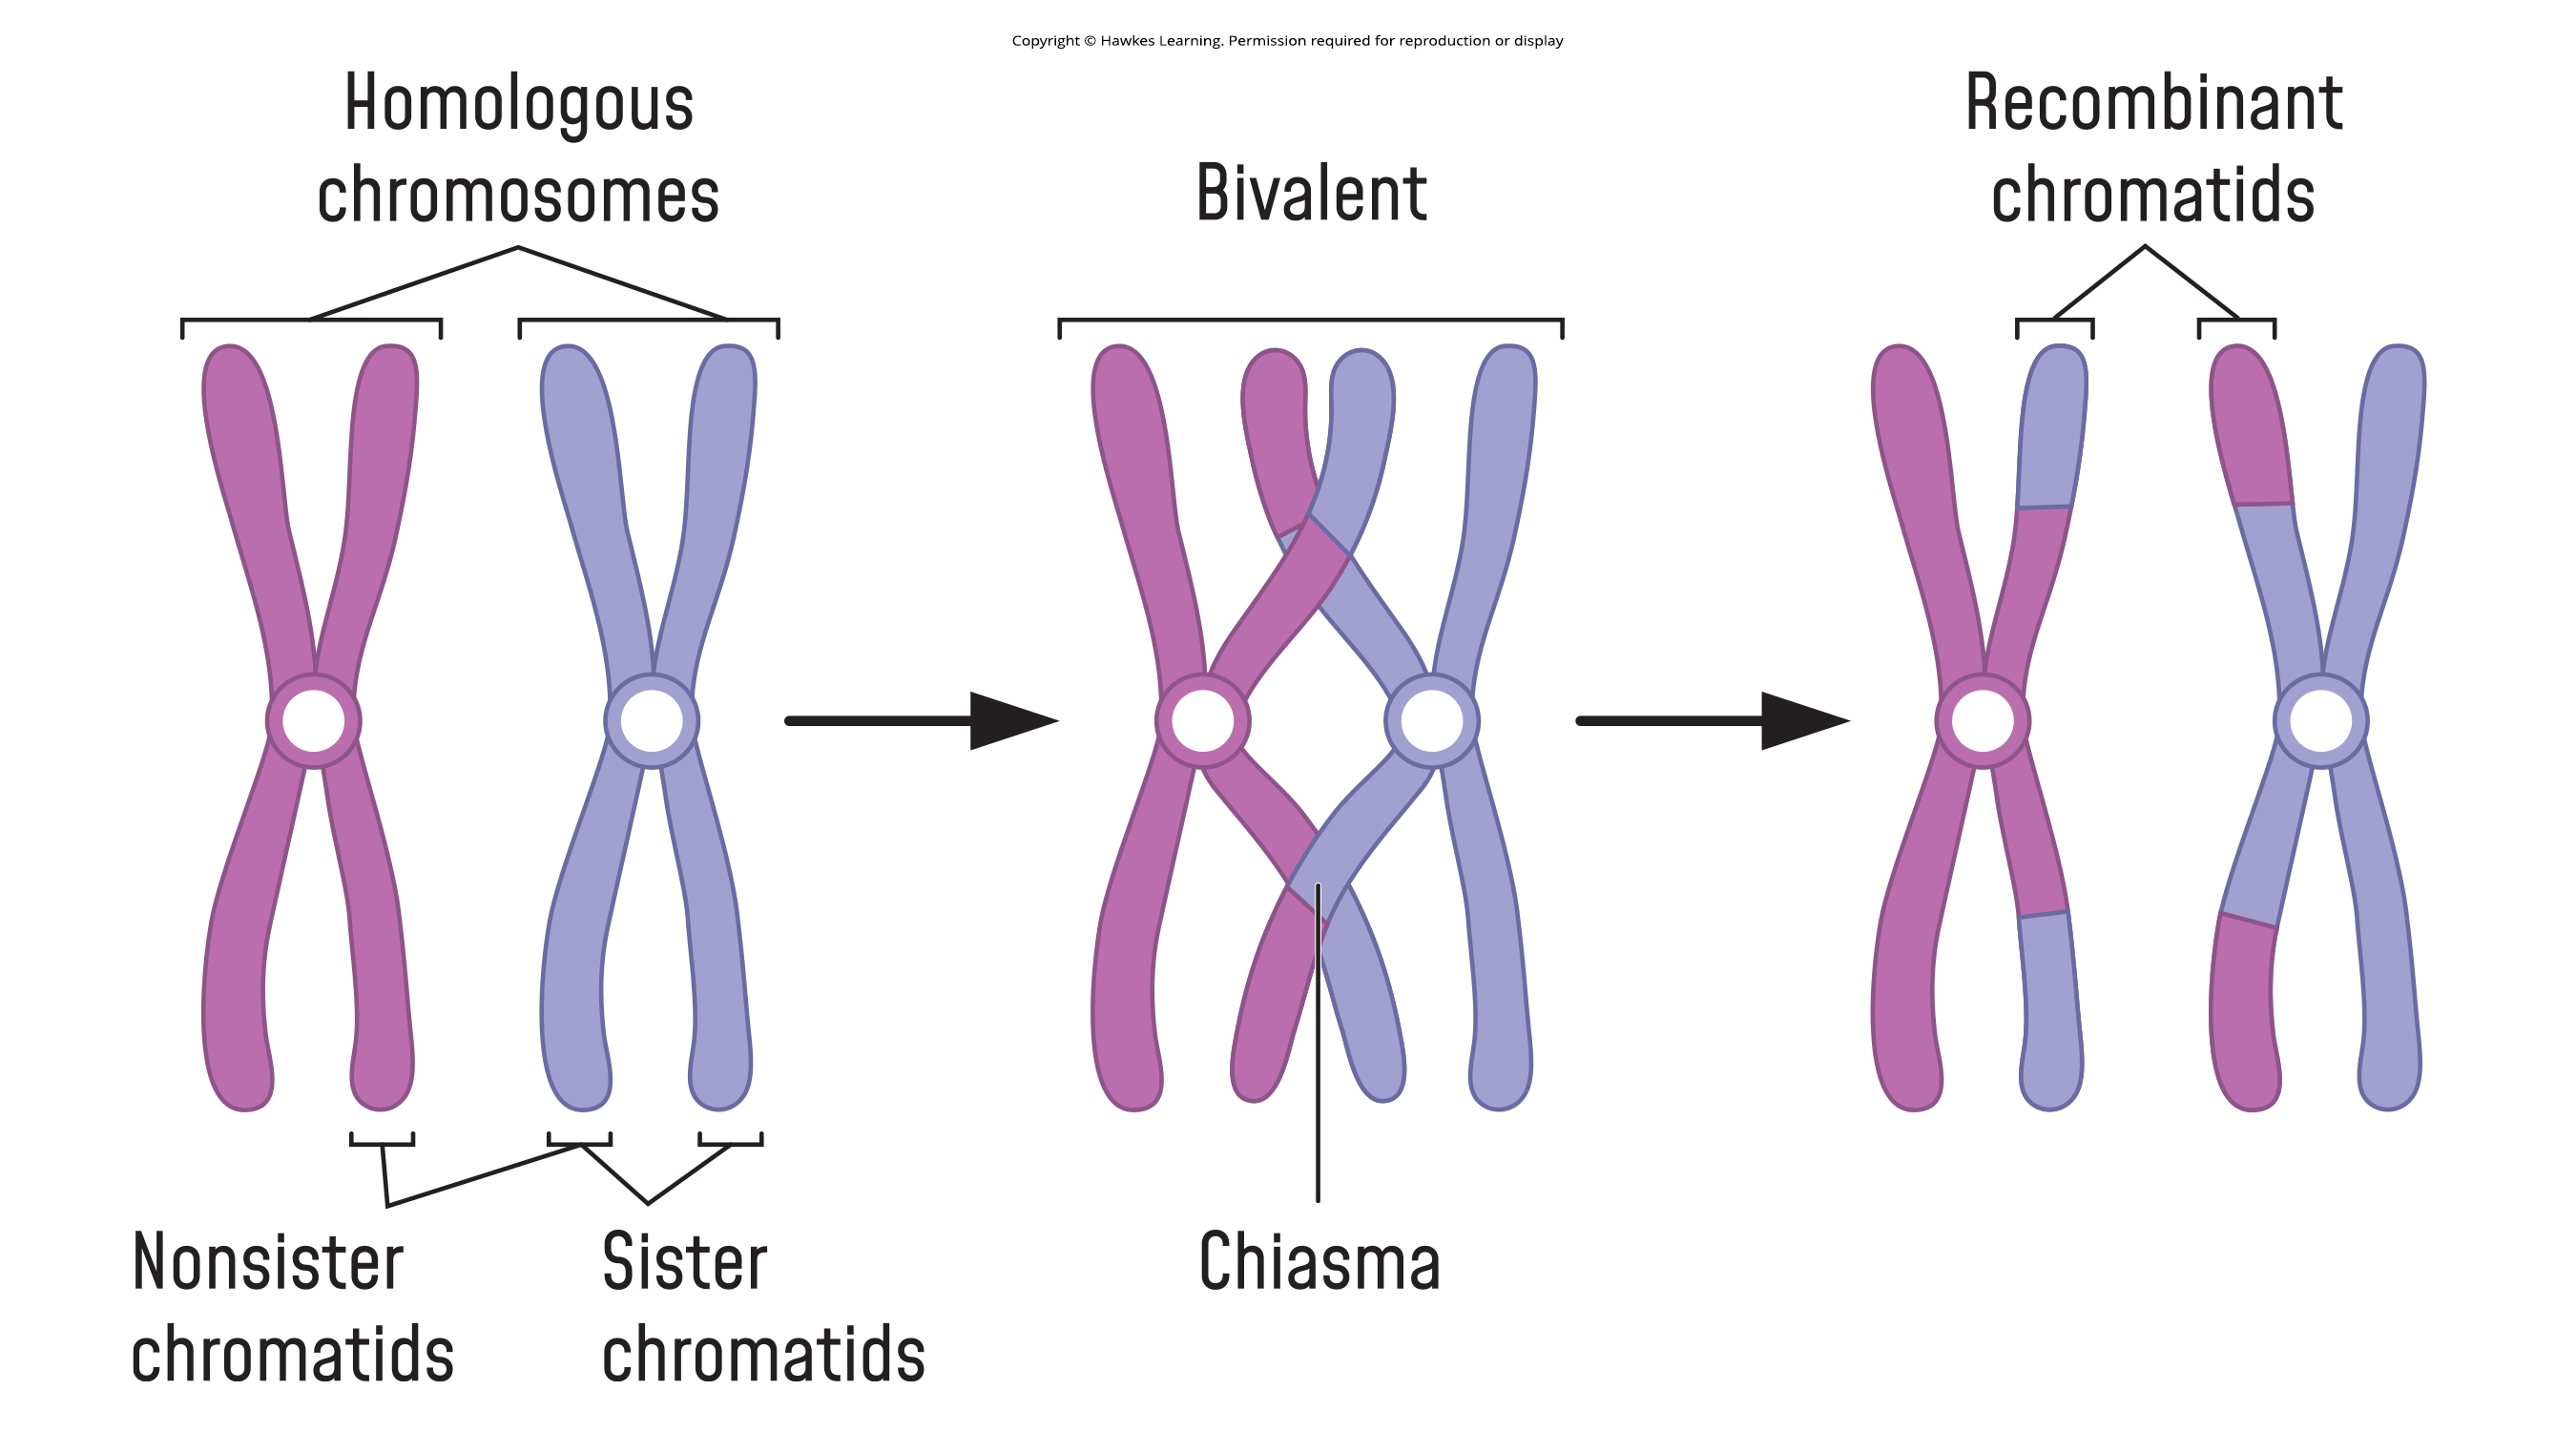 Copyright © Hawkes Learning. Permission required for reproduction or display
Homologous
chromosomes
Bivalent
Recombinant
chromatids
Nonsister
chromatids
Sister
chromatids
Chiasma